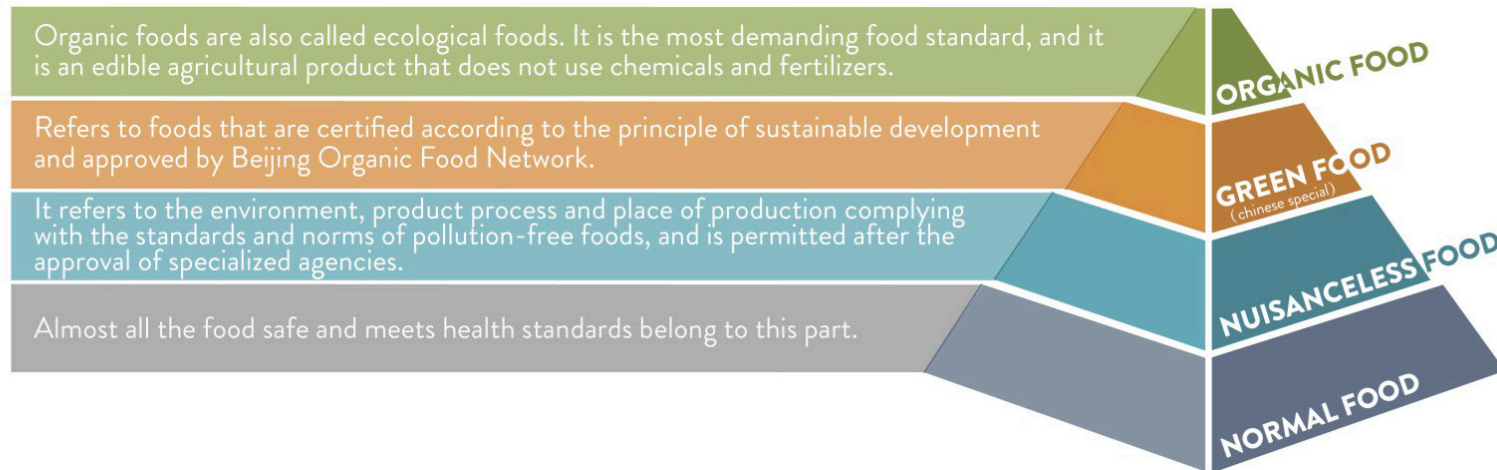 Organic foods are also called ecological foods. It is the most demanding food standard, and it
is an edible agricultural product that does not use chemicals and fertilizers.
ORGANIC FOOD
Refers to foods that are certified according to the principle of sustainable development
and approved by Beijing Organic Food Network.
GREEN FOOD
(chinese special)
It refers to the environment, product process and place of production complying
with the standards and norms of pollution-free foods, and is permitted after the
approval of specialized agencies.
NUISANCELESS FOOD
Almost all the food safe and meets health standards belong to this part.
NORMAL FOOD